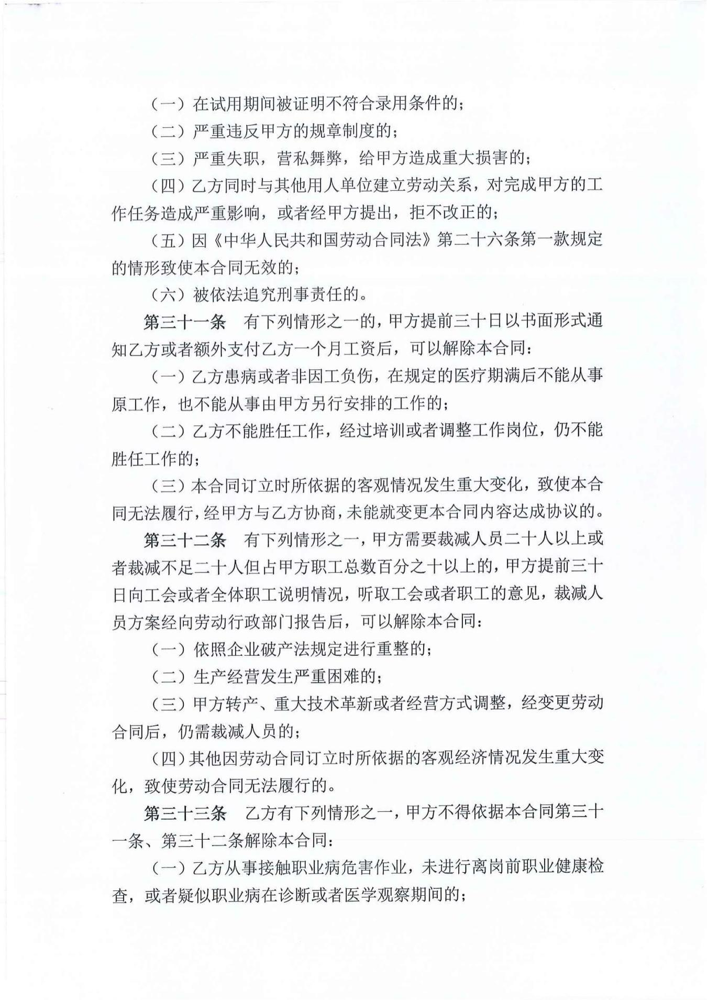 （一）在试用期间被证明不符合录用条件的；
（二）严重违反甲方的规章制度的；
（三）严重失职，营私舞弊，给甲方造成重大损害的；
（四）乙方同时与其他用人单位建立劳动关系，对完成甲方的工
作任务造成严重影响，或者经甲方提出，拒不改正的；
（五）因《中华人民共和国劳动合同法》第二十六条第一款规定
的情形致使本合同无效的；
（六）被依法追究刑事责任的。
第三十一条　有下列情形之一的，甲方提前三十日以书面形式通
知乙方或者额外支付乙方一个月工资后，可以解除本合同：
（一）乙方患病或者非因工负伤，在规定的医疗期满后不能从事
原工作，也不能从事由甲方另行安排的工作的；
（二）乙方不能胜任工作，经过培训或者调整工作岗位，仍不能
胜任工作的；
（三）本合同订立时所依据的客观情况发生重大变化，致使本合
同无法履行，经甲方与乙方协商，未能就变更本合同内容达成协议的。
第三十二条　有下列情形之一，甲方需要裁减人员二十人以上或
者裁减不足二十人但占甲方职工总数百分之十以上的，甲方提前三十
日向工会或者全体职工说明情况，听取工会或者职工的意见，裁减人
员方案经向劳动行政部门报告后，可以解除本合同：
（一）依照企业破产法规定进行重整的；
（二）生产经营发生严重困难的；
（三）甲方转产、重大技术革新或者经营方式调整，经变更劳动
合同后，仍需裁减人员的；
（四）其他因劳动合同订立时所依据的客观经济情况发生重大变
化，致使劳动合同无法履行的。
第三十三条　乙方有下列情形之一，甲方不得依据本合同第三十
一条、第三十二条解除本合同：
（一）乙方从事接触职业病危害作业，未进行离岗前职业健康检
查，或者疑似职业病在诊断或者医学观察期间的；